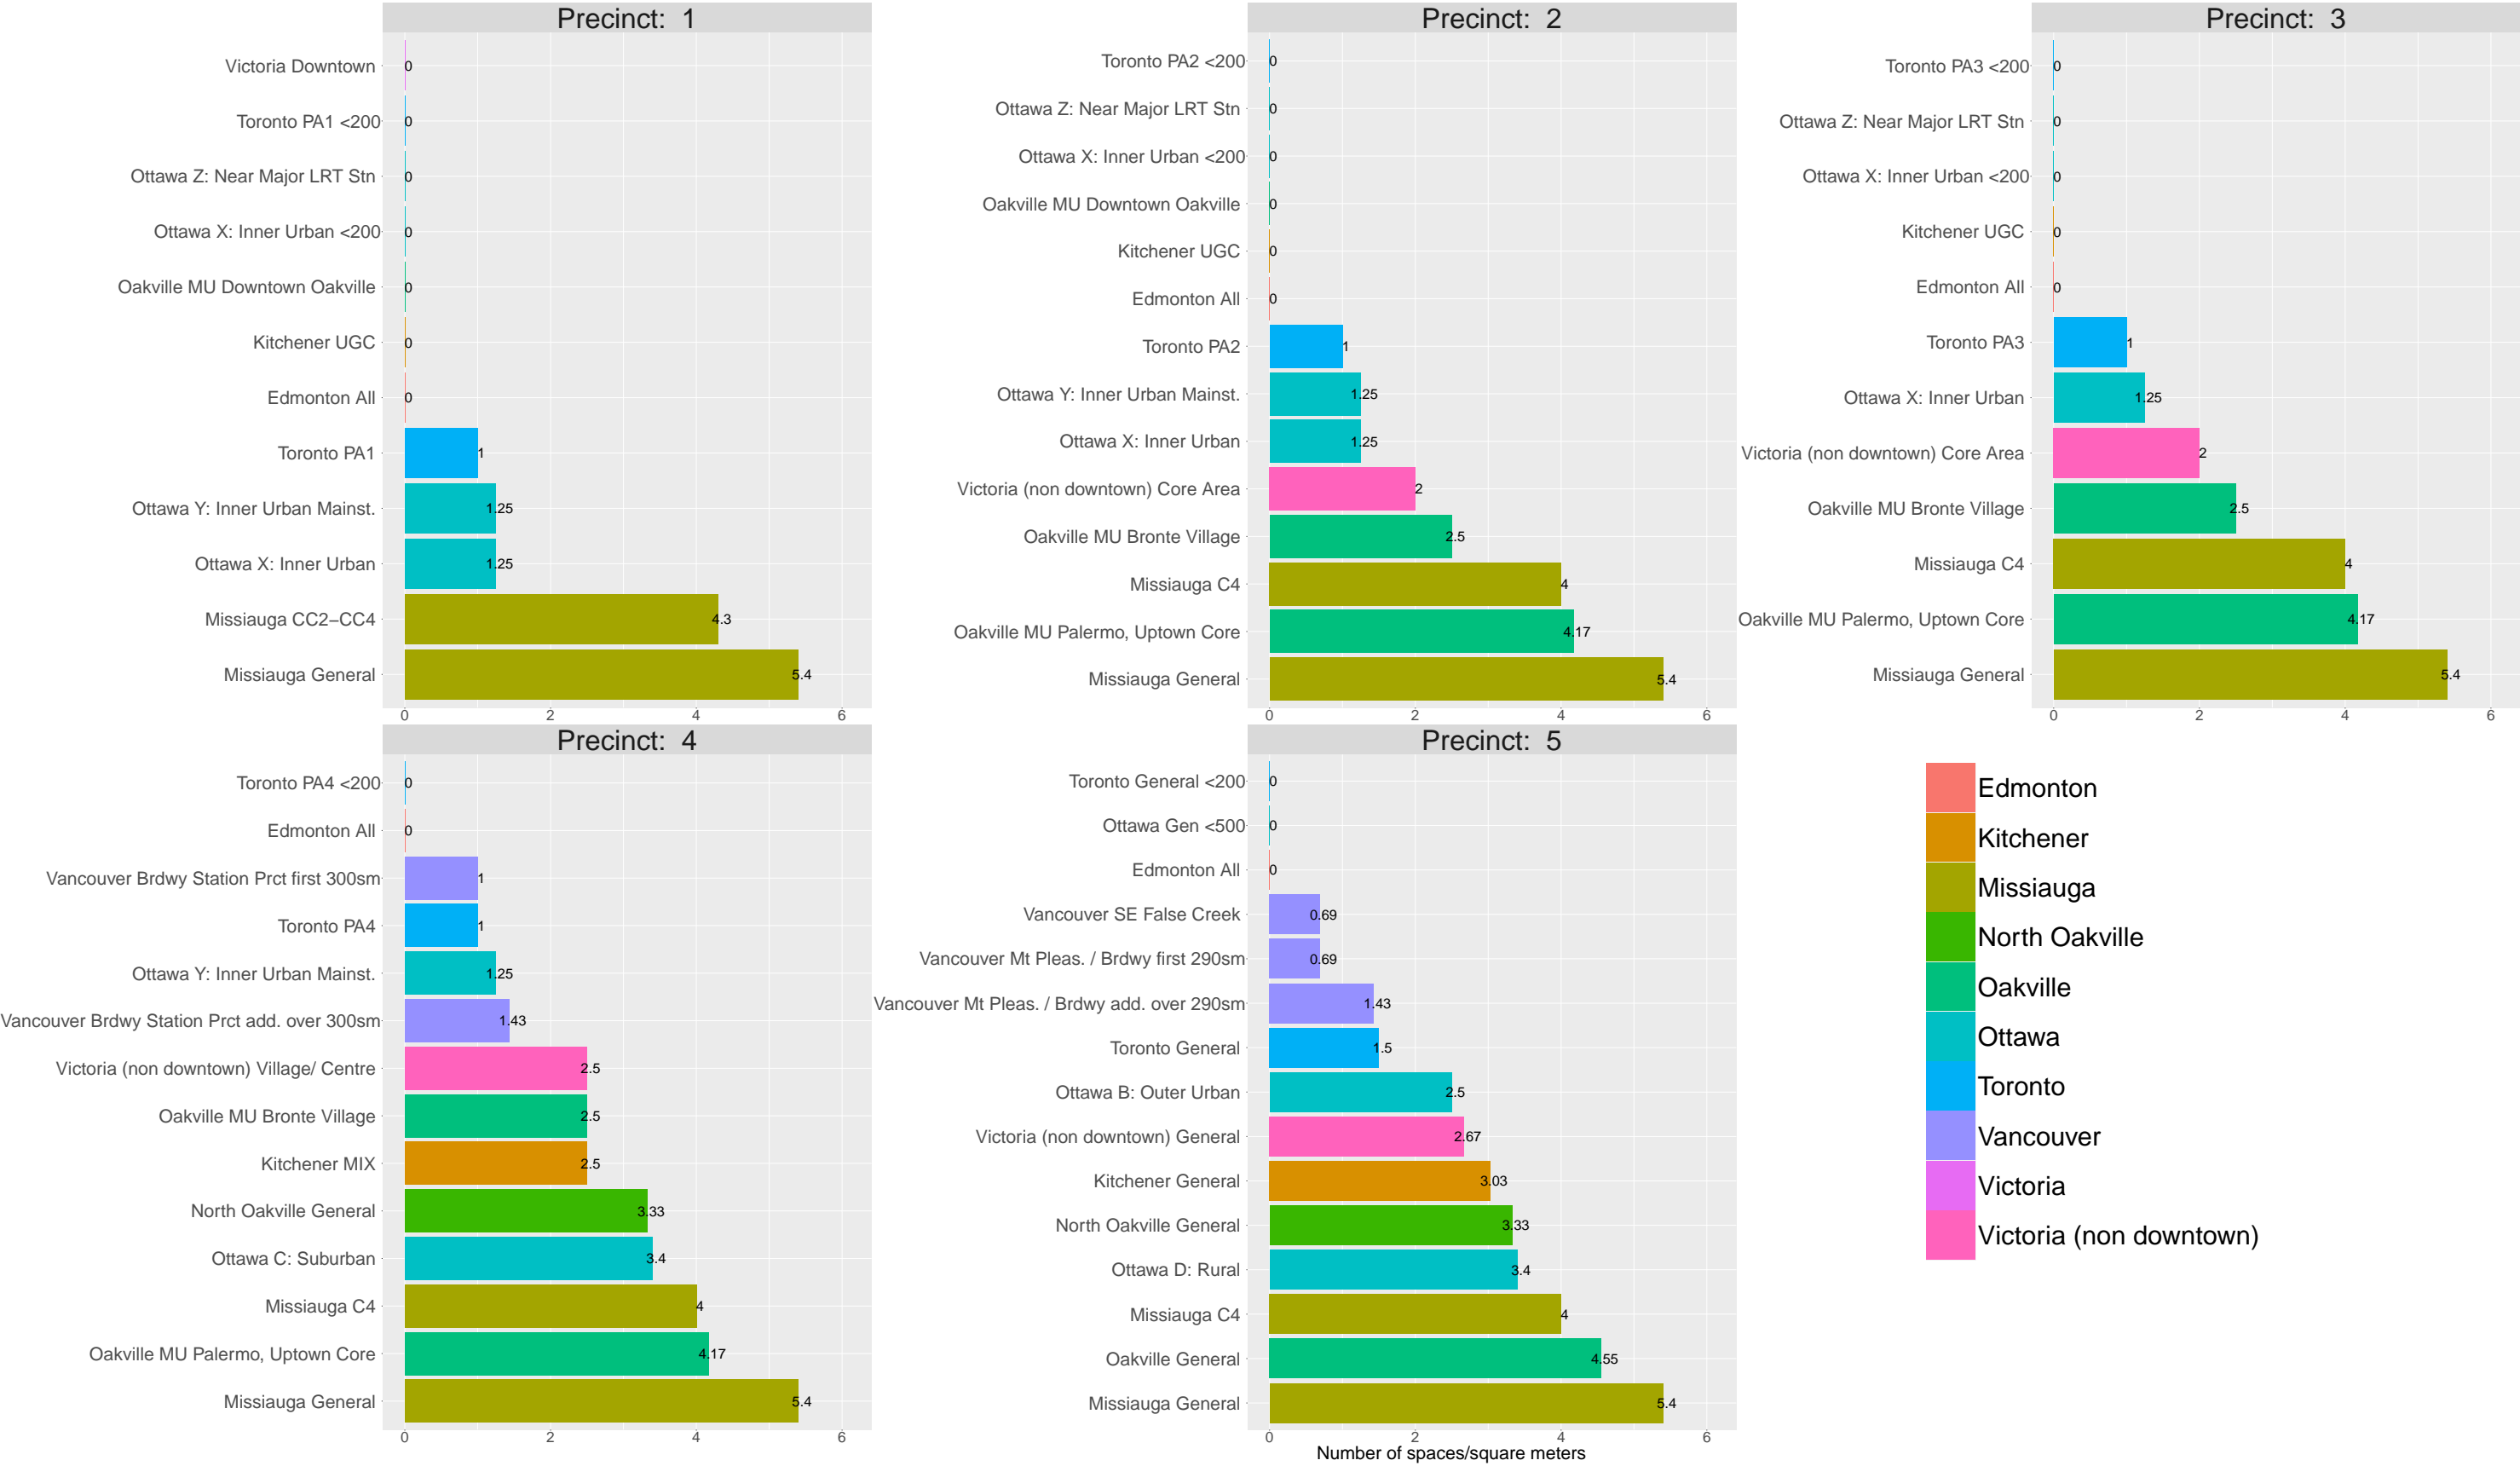 Precinct:  1
Victoria Downtown 0
Toronto PA1 <200 0
Ottawa Z: Near Major LRT Stn 0
Ottawa X: Inner Urban <200 0
Oakville MU Downtown Oakville 0
Kitchener UGC 0
Edmonton All 0
Toronto PA1 1
Ottawa Y: Inner Urban Mainst. 1.25
Ottawa X: Inner Urban 1.25
Missiauga CC2−CC4 4.3
Missiauga General 5.4
0 2 4 6
Precinct:  2
Toronto PA2 <200 0
Ottawa Z: Near Major LRT Stn 0
Ottawa X: Inner Urban <200 0
Oakville MU Downtown Oakville 0
Kitchener UGC 0
Edmonton All 0
Toronto PA2 1
Ottawa Y: Inner Urban Mainst. 1.25
Ottawa X: Inner Urban 1.25
Victoria (non downtown) Core Area 2
Oakville MU Bronte Village 2.5
Missiauga C4 4
Oakville MU Palermo, Uptown Core 4.17
Missiauga General 5.4
0 2 4 6
Precinct:  3
Toronto PA3 <200 0
Ottawa Z: Near Major LRT Stn 0
Ottawa X: Inner Urban <200 0
Kitchener UGC 0
Edmonton All 0
Toronto PA3 1
Ottawa X: Inner Urban 1.25
Victoria (non downtown) Core Area 2
Oakville MU Bronte Village 2.5
Missiauga C4 4
Oakville MU Palermo, Uptown Core 4.17
Missiauga General 5.4
0 2 4 6
Precinct:  4
Toronto PA4 <200 0
Edmonton All 0
Vancouver Brdwy Station Prct first 300sm 1
Toronto PA4 1
Ottawa Y: Inner Urban Mainst. 1.25
Vancouver Brdwy Station Prct add. over 300sm 1.43
Victoria (non downtown) Village/ Centre 2.5
Oakville MU Bronte Village 2.5
Kitchener MIX 2.5
North Oakville General 3.33
Ottawa C: Suburban 3.4
Missiauga C4 4
Oakville MU Palermo, Uptown Core 4.17
Missiauga General 5.4
0 2 4 6
Precinct:  5
Toronto General <200 0
Ottawa Gen <500 0
Edmonton All 0
Vancouver SE False Creek 0.69
Vancouver Mt Pleas. / Brdwy first 290sm 0.69
Vancouver Mt Pleas. / Brdwy add. over 290sm 1.43
Toronto General 1.5
Ottawa B: Outer Urban 2.5
Victoria (non downtown) General 2.67
Kitchener General 3.03
North Oakville General 3.33
Ottawa D: Rural 3.4
Missiauga C4 4
Oakville General 4.55
Missiauga General 5.4
0 2 4 6
Number of spaces/square meters
Edmonton
Kitchener
Missiauga
North Oakville
Oakville
Ottawa
Toronto
Vancouver
Victoria
Victoria (non downtown)